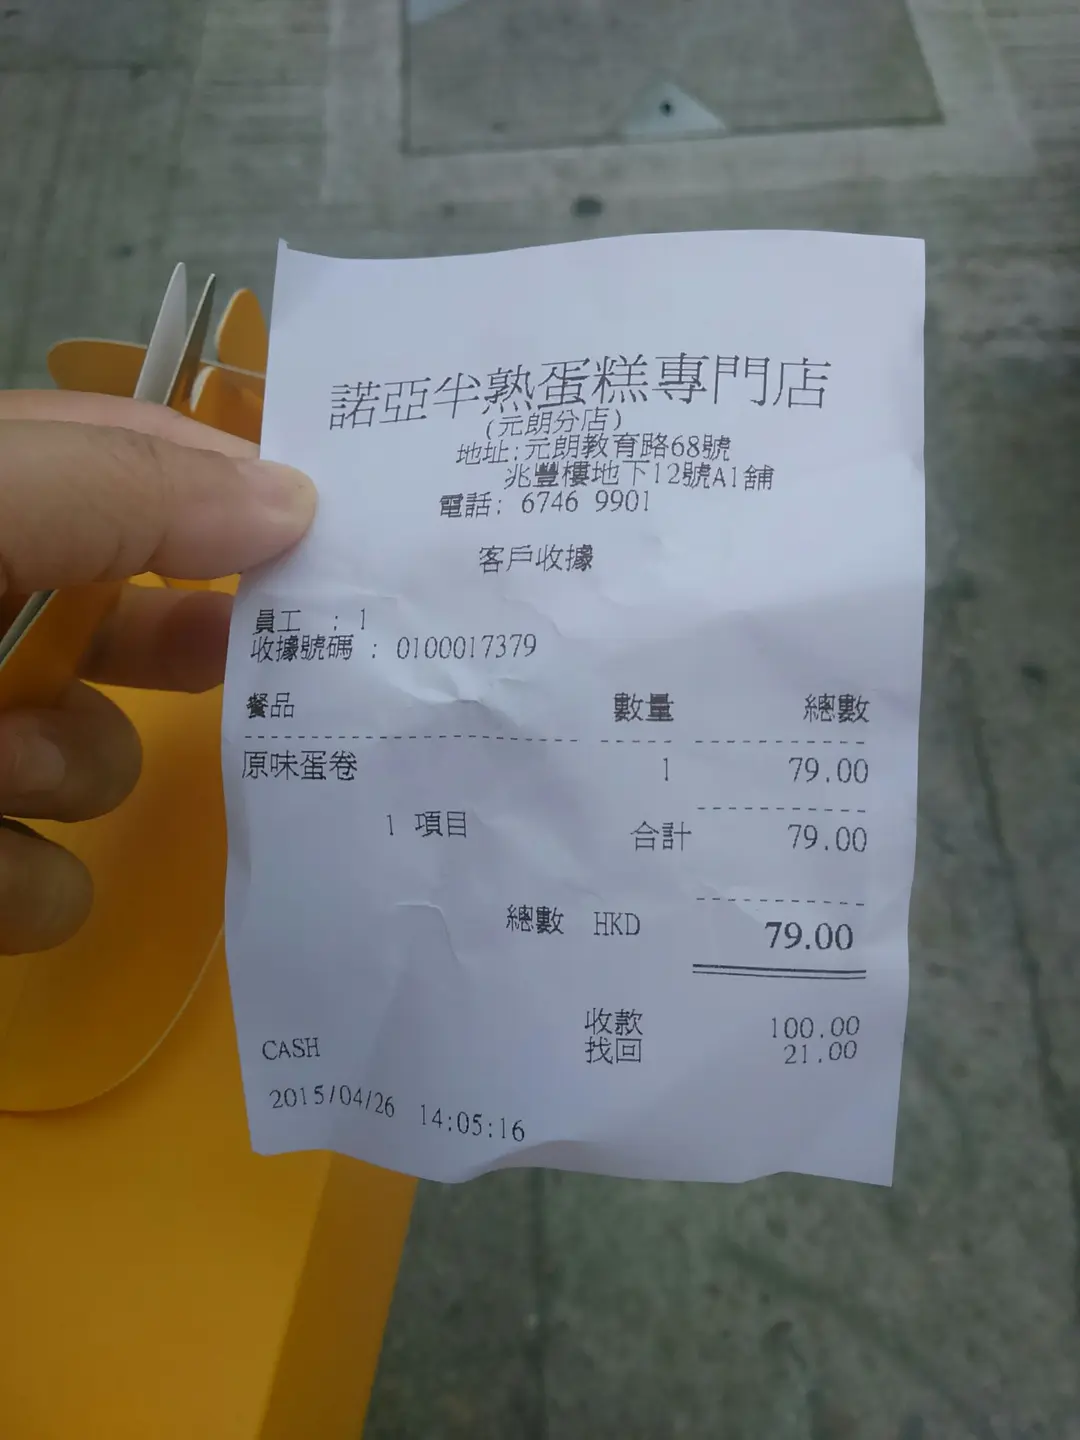 諾亞半熟蛋糕專門店
(元朗分店)
地址:元朗教育路68號
兆豐樓地下12號A1舖
電話: 6746 9901
客戶收據
員工 : 1
收據號碼 : 0100017379
餐品 數量 總數
原味蛋卷 1 79.00
1 項目 合計 79.00
總數 HKD 79.00
收款 100.00
CASH 找回 21.00
2015/04/26 14:05:16